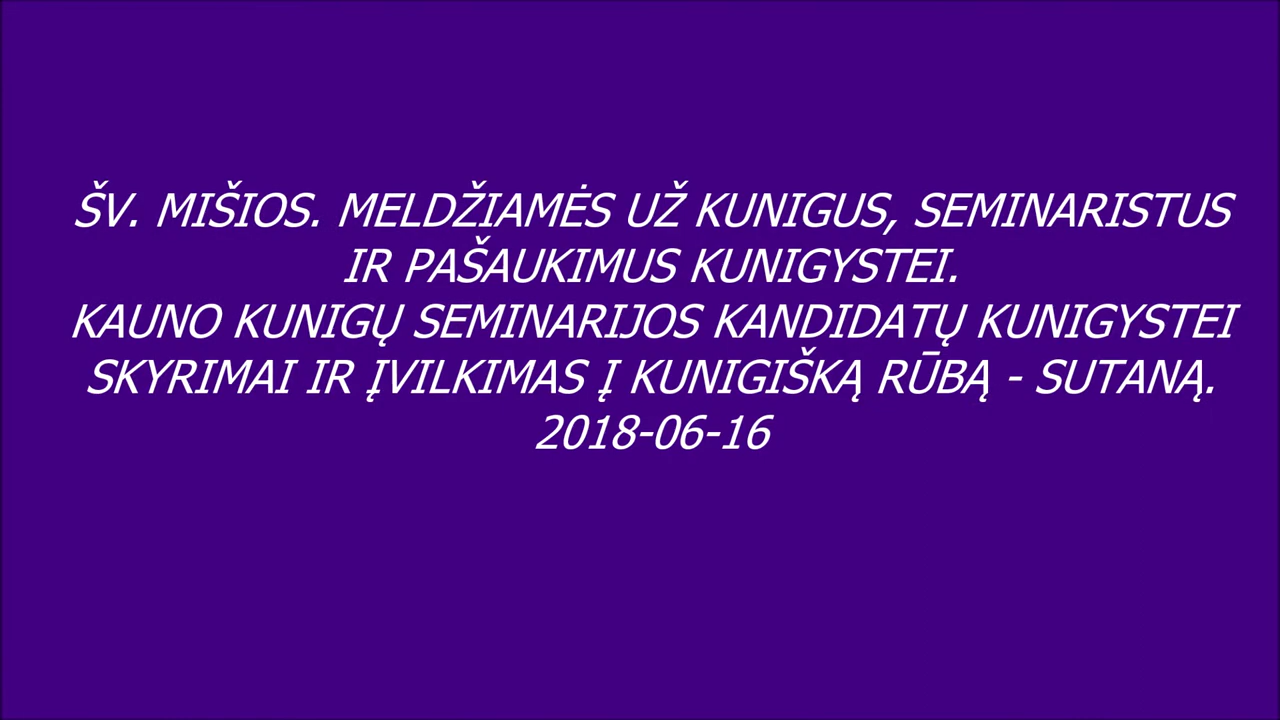 ŠV. MIŠIOS. MELDŽIAMĖS UŽ KUNIGUS, SEMINARISTUS
IR PAŠAUKIMUS KUNIGYSTEI.
KAUNO KUNIGŲ SEMINARIJOS KANDIDATŲ KUNIGYSTEI
SKYRIMAI IR ĮVILKIMAS Į KUNIGIŠKĄ RŪBĄ - SUTANĄ.
2018-06-16